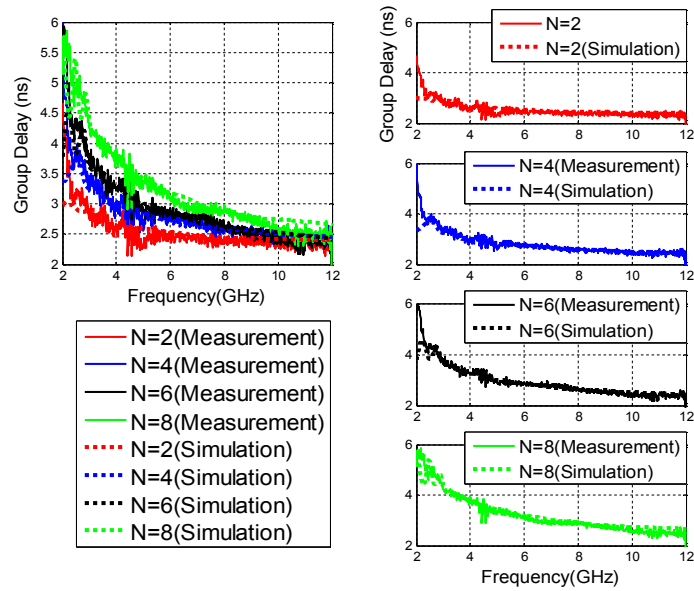 6
5.5
5
4.5
4
3.5
3
2.5
2
Group Delay (ns)
2 4 6 8 10 12
Frequency(GHz)
N=2(Measurement)
N=4(Measurement)
N=6(Measurement)
N=8(Measurement)
N=2(Simulation)
N=4(Simulation)
N=6(Simulation)
N=8(Simulation)
6
4
2
Group Delay (ns)
2 4 6 8 10 12
N=2
N=2(Simulation)
6
4
2
2 4 6 8 10 12
N=4(Measurement)
N=4(Simulation)
6
4
2
2 4 6 8 10 12
N=6(Measurement)
N=6(Simulation)
6
4
2
2 4 6 8 10 12
N=8(Measurement)
N=8(Simulation)
Frequency(GHz)